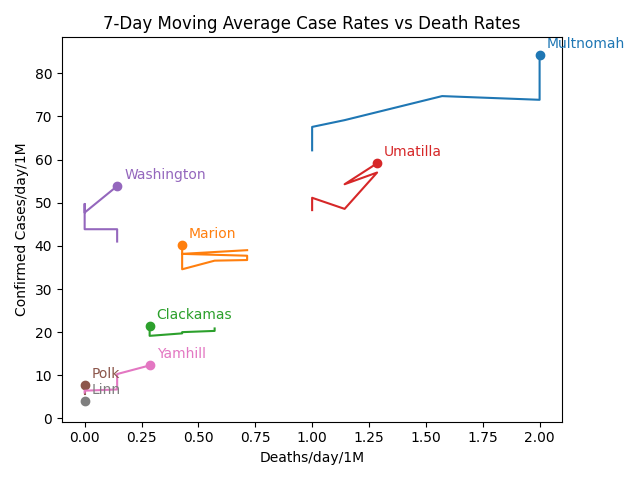 7-Day Moving Average Case Rates vs Death Rates
Multnomah
Umatilla
Washington
Marion
Clackamas
Yamhill
Polk
Linn
Confirmed Cases/day/1M
80
70
60
50
40
30
20
10
0
0.00 0.25 0.50 0.75 1.00 1.25 1.50 1.75 2.00
Deaths/day/1M